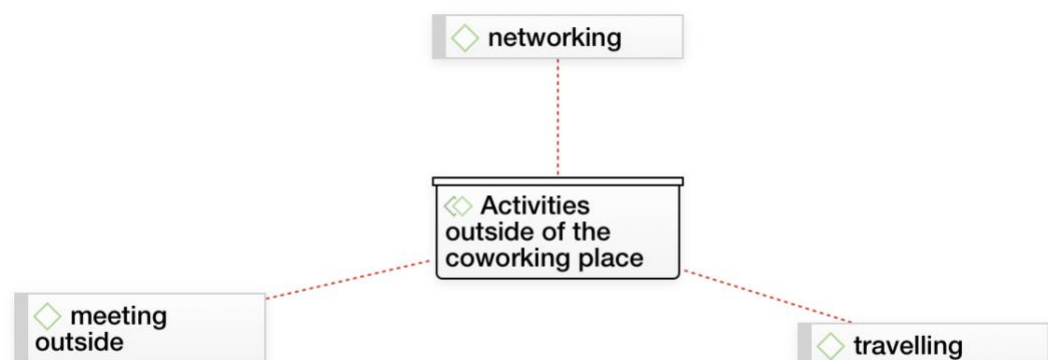 networking
Activities
outside of the
coworking place
meeting
outside
travelling